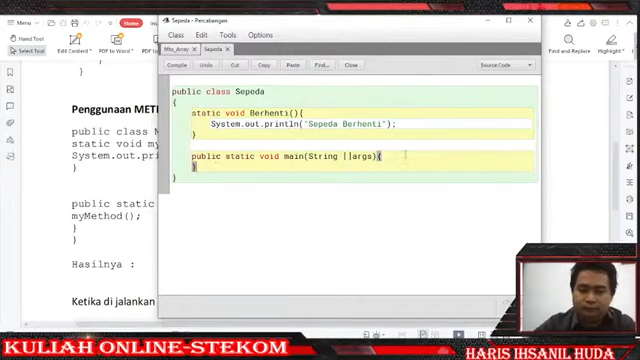 Menu
Home
Hand Tool
Select Tool
Edit Content
PDF to Word
Find and Replace
Highlight
Penggunaan METH
public class M
static void my
System.out.pri
}
public static
myMethod();
}
}
Hasilnya :
Ketika di jalankan
Sepeda - Percabangan
Class Edit Tools Options
Mhs_Array X Sepeda X
Compile Undo Cut Copy Paste Find... Close Source Code
public class Sepeda
{
static void Berhenti(){
System.out.println("Sepeda Berhenti");
}
public static void main(String []args){
}
}
KULIAH ONLINE-STEKOM
HARIS IHSANIL HUDA